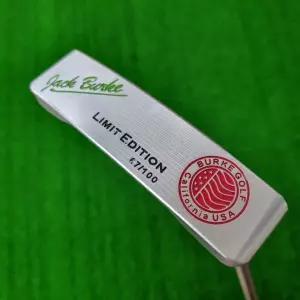 Jack Burke
LIMIT EDITION
67/100
BURKE GOLF
California USA